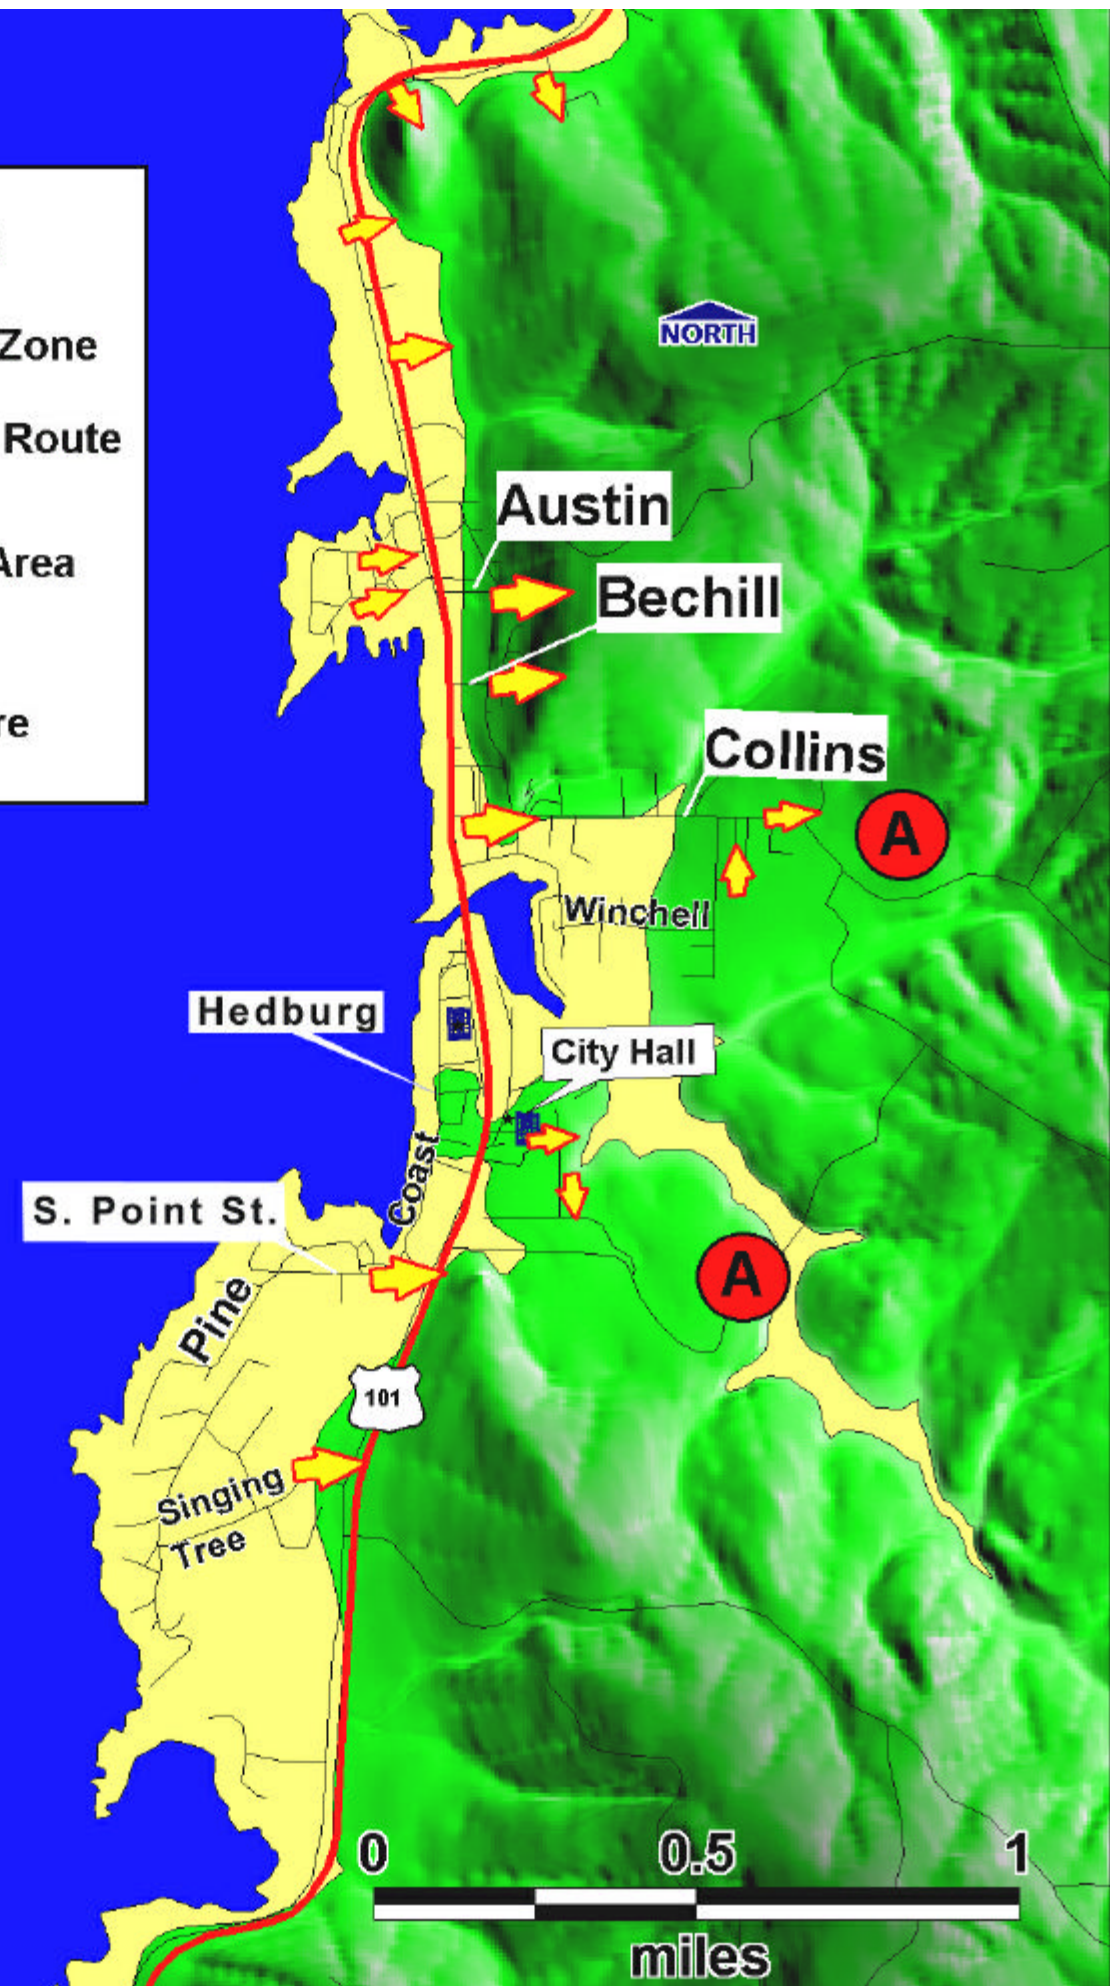 Zone
NORTH
Route
Austin
Area
Bechill
Collins
A
Winchell
Hedburg
City Hall
Coast
S. Point St.
A
Pine
101
Singing
Tree
0 0.5 1
miles